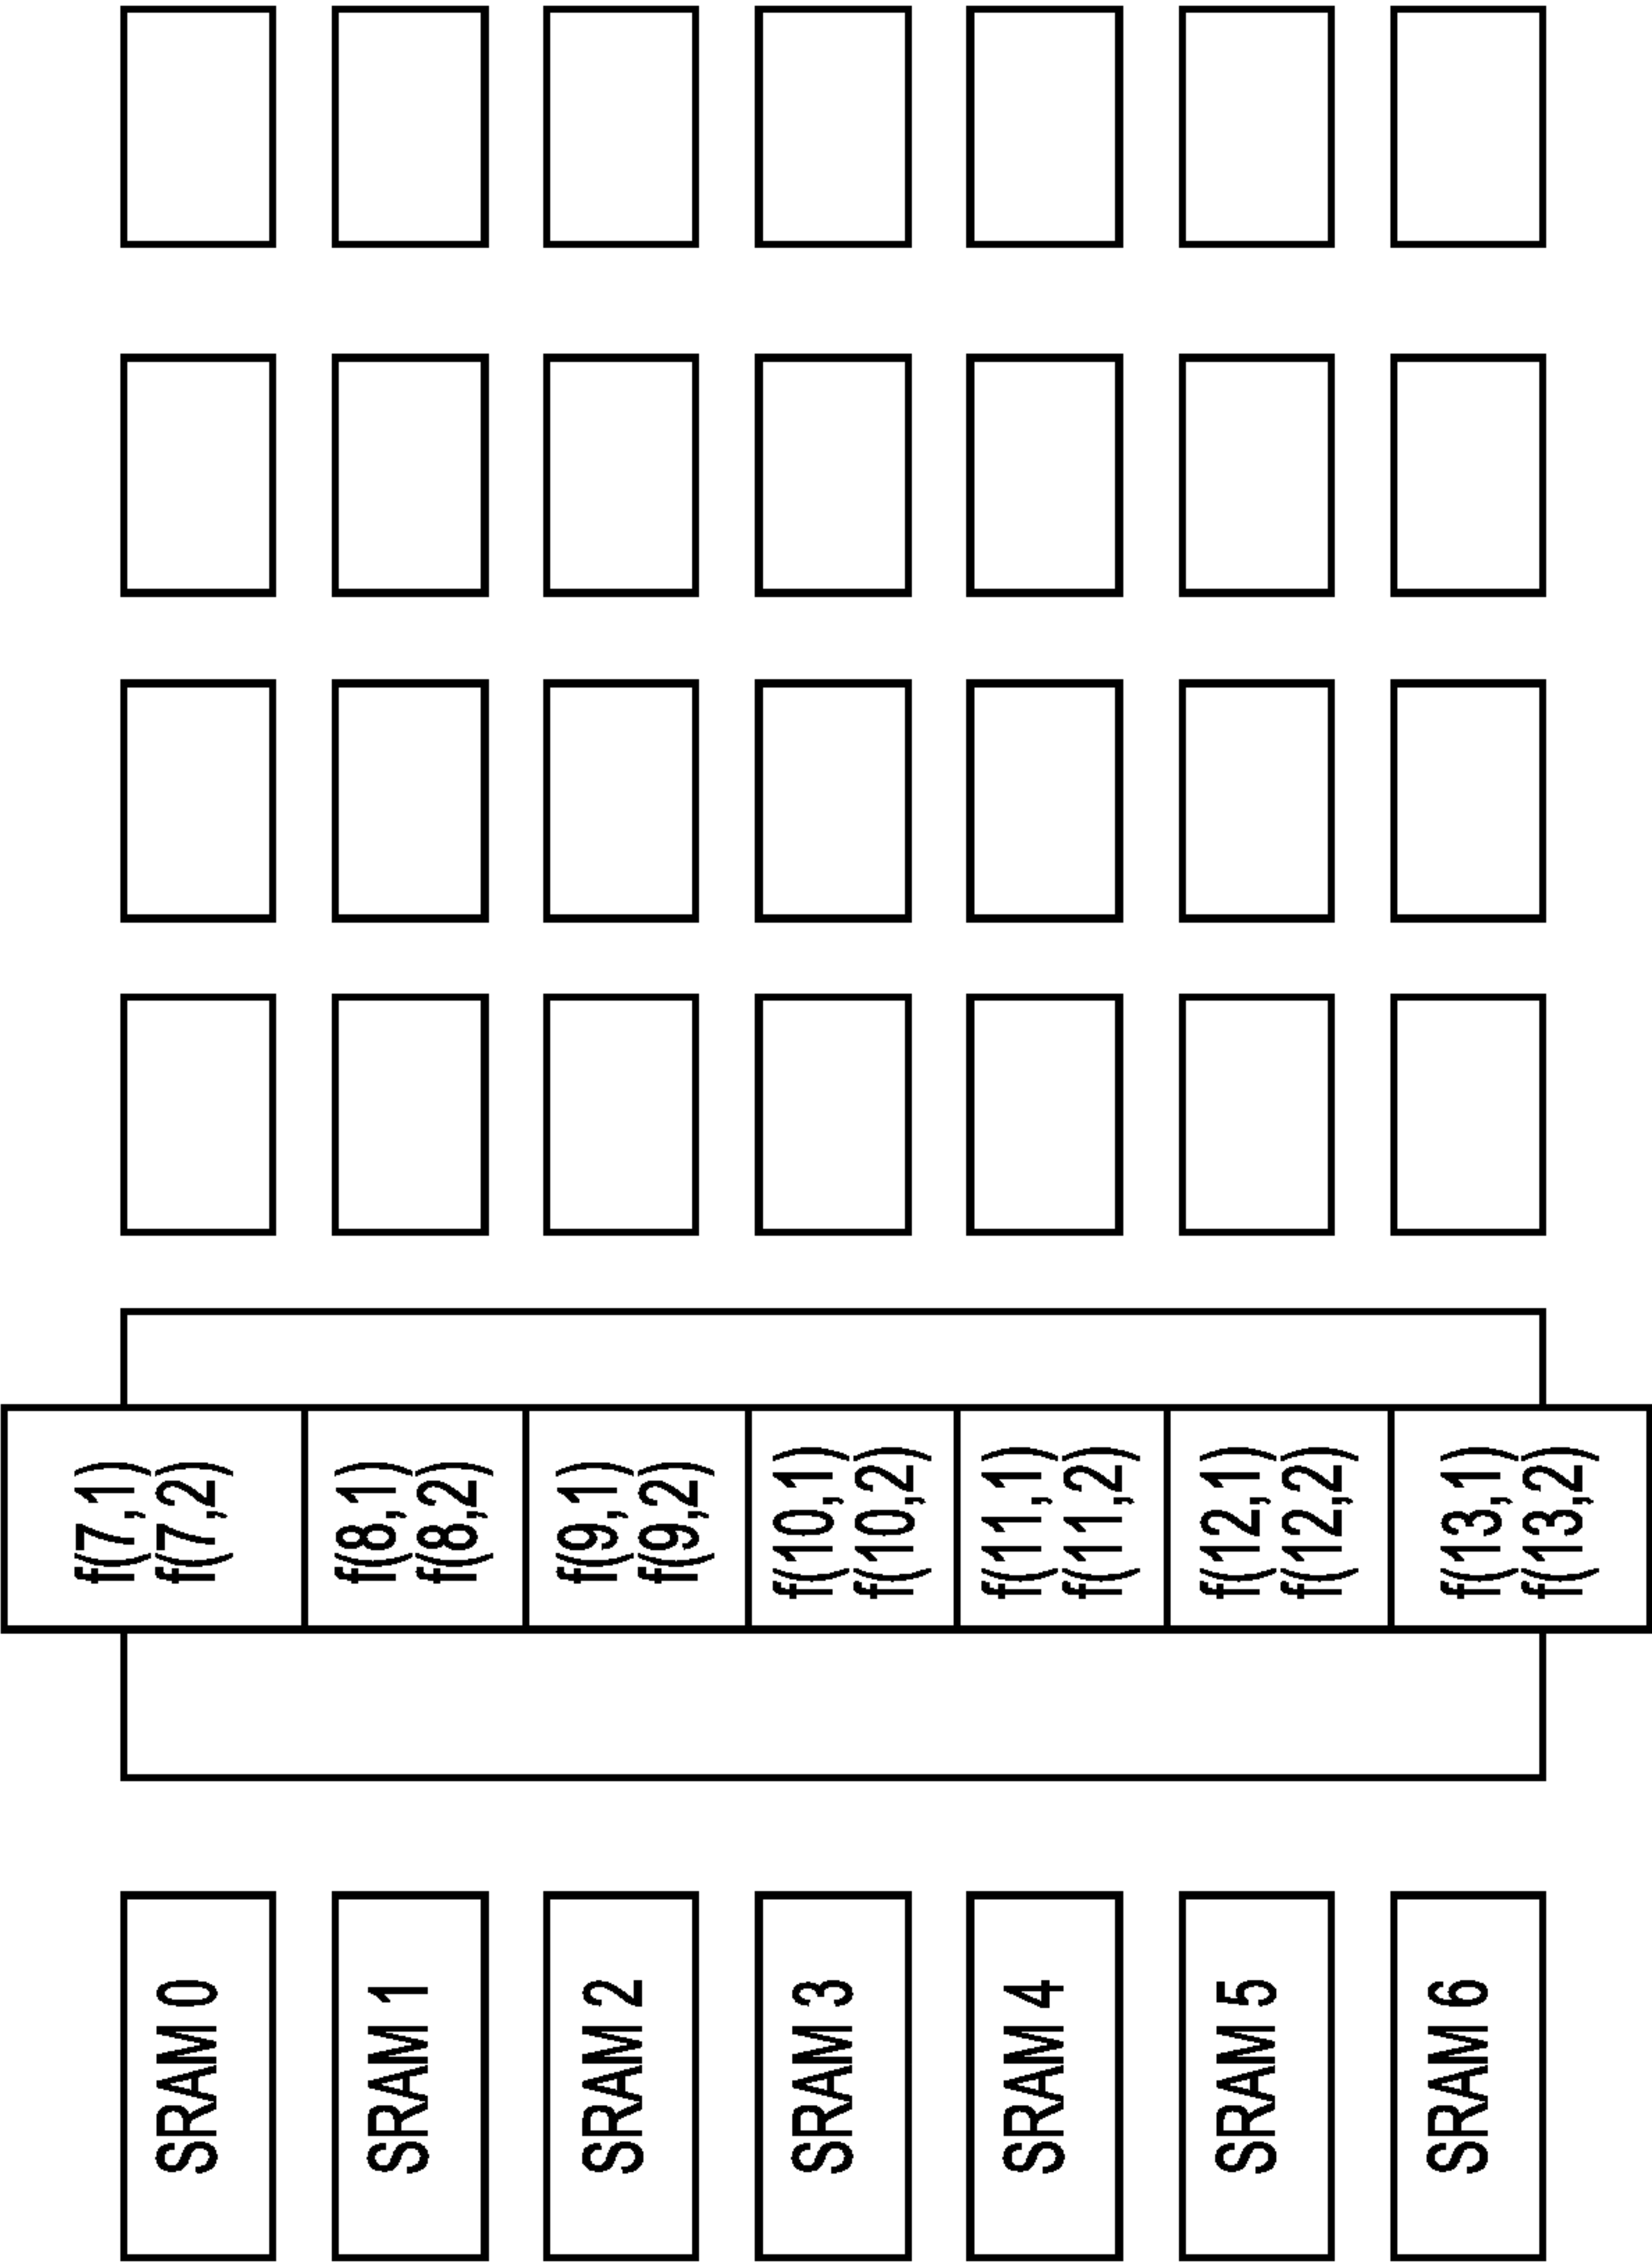 SRAM 0
f(7,1)
f(7,2)
SRAM 1
f(8,1)
f(8,2)
SRAM 2
f(9,1)
f(9,2)
SRAM 3
f(10,1)
f(10,2)
SRAM 4
f(11,1)
f(11,2)
SRAM 5
f(12,1)
f(12,2)
SRAM 6
f(13,1)
f(13,2)